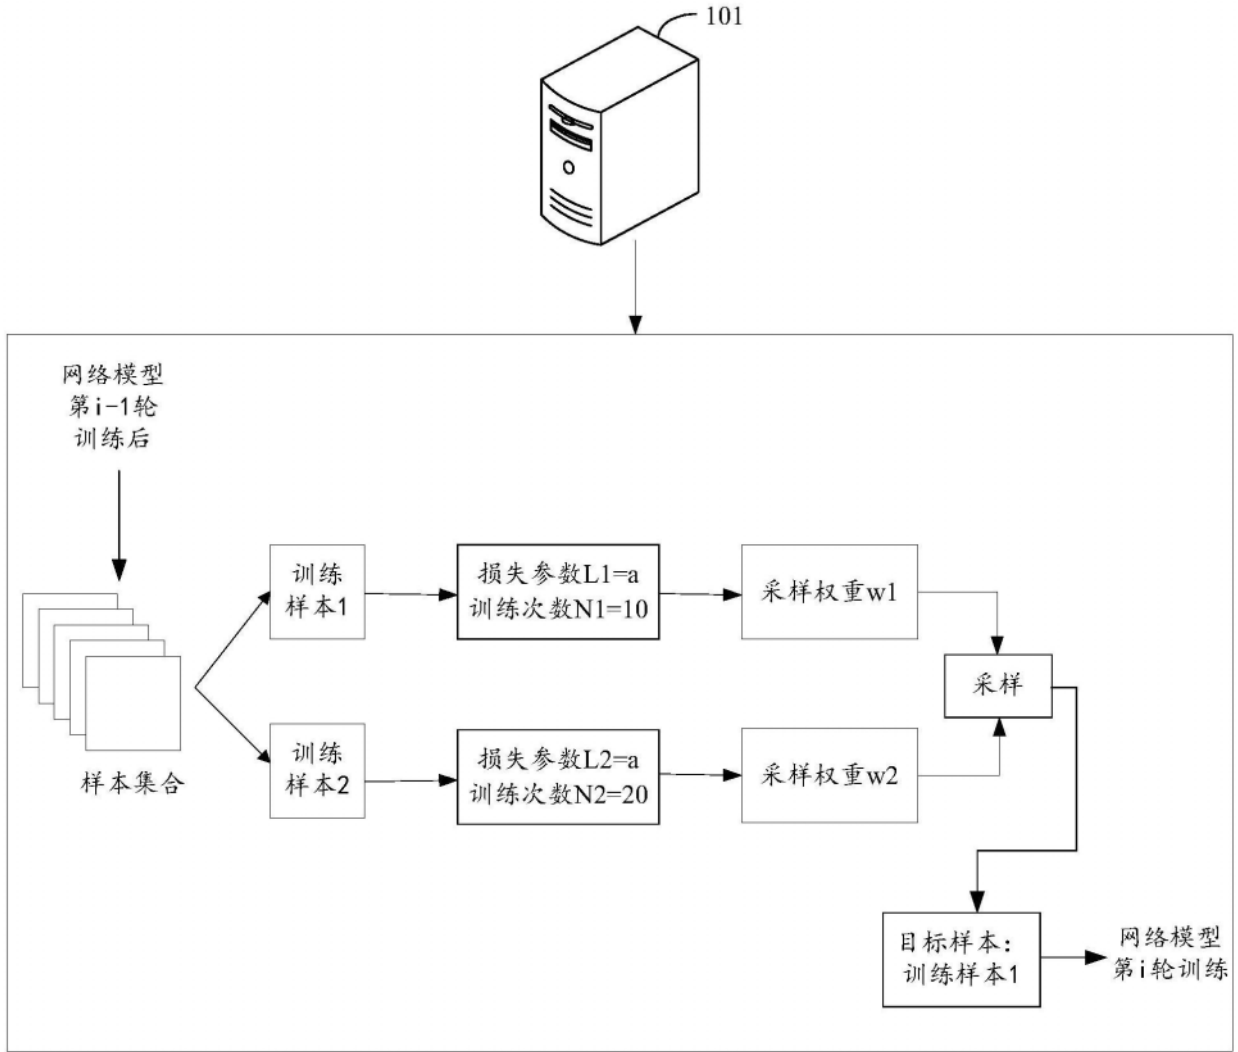 101
网络模型
第i-1轮
训练后
样本集合
训练
样本1
损失参数L1=a
训练次数N1=10
采样权重w1
训练
样本2
损失参数L2=a
训练次数N2=20
采样权重w2
采样
目标样本：
训练样本1
网络模型
第i轮训练